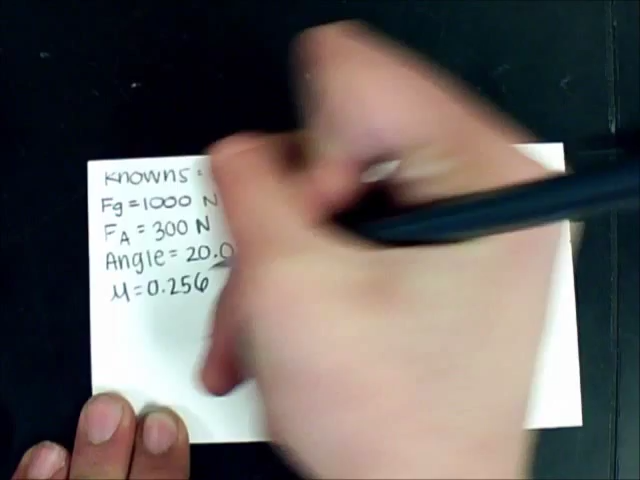 Knowns:
Fg=1000 N
FA = 300 N
Angle= 20.0
μ=0.256